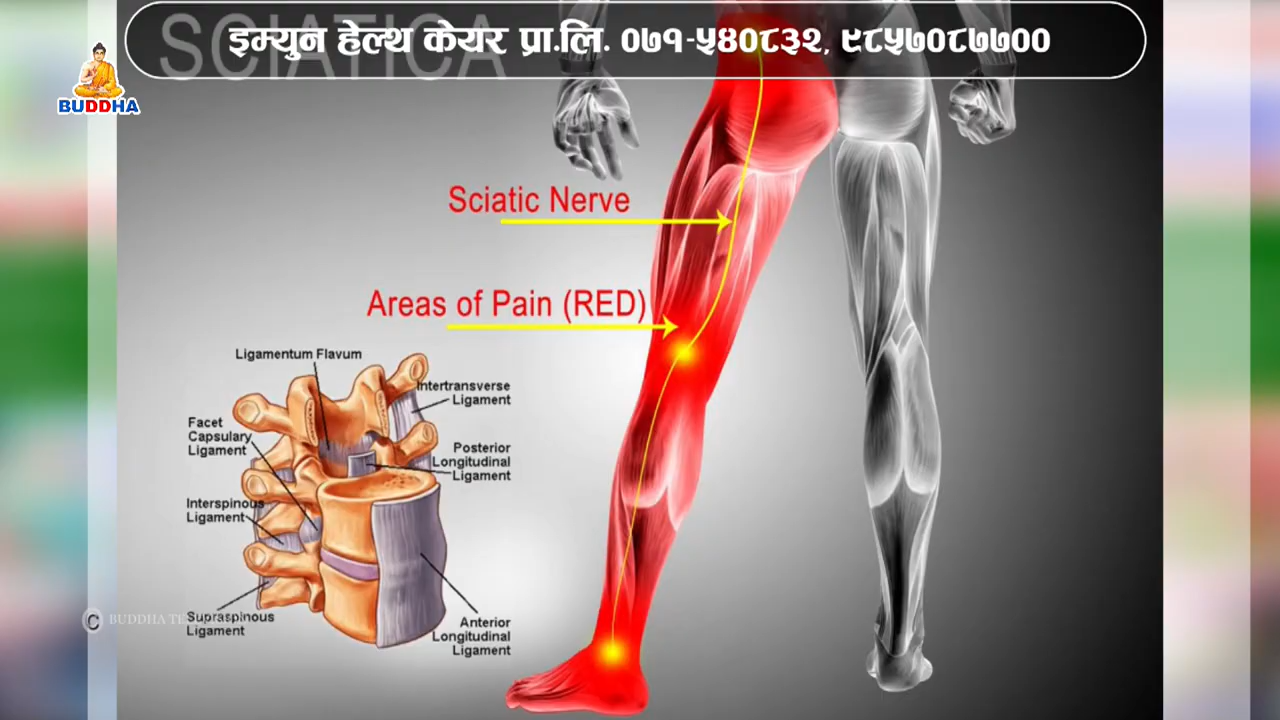 SCIATICA
इम्युन हेल्थ केयर प्रा.लि. ०७१-५४०८३२, ९८५७०८७७००
BUDDHA
Sciatic Nerve
Areas of Pain (RED)
Ligamentum Flavum
Intertransverse
Ligament
Facet
Capsulary
Ligament
Posterior
Longitudinal
Ligament
Interspinous
Ligament
Supraspinous
Ligament
Anterior
Longitudinal
Ligament
© BUDDHA